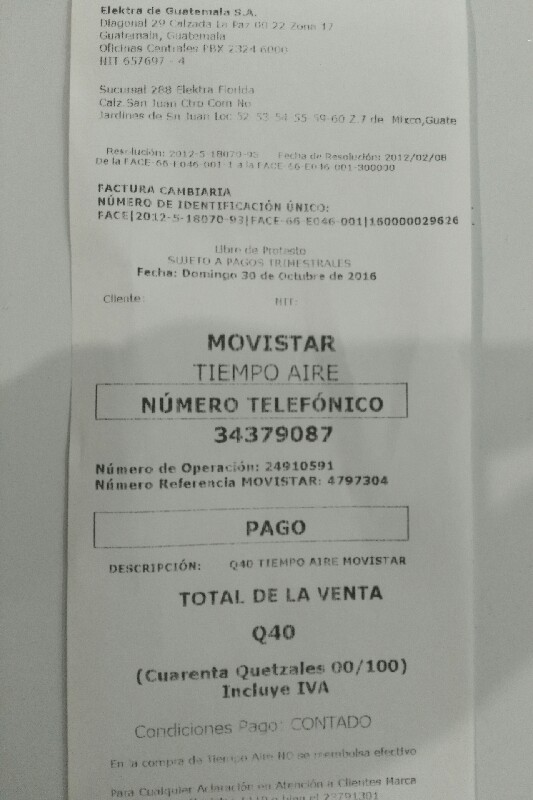 Elektra de Guatemala S.A.
Diagonal 29 Calzada La Paz 00 22 Zona 17
Guatemala, Guatemala
Oficinas Centrales PBX 2324 6000
NIT 657697 - 4
Sucursal 288 Elektra Florida
Calz San Juan Ctro Com No
Jardines de Sn Juan Loc 52-53-54-55-59-60 Z.7 de Mixco,Guate
Resolución: 2012-5-18070-93 Fecha de Resolución: 2012/02/08
De la FACE-66-E046-001-1 a la FACE-66-E046-001-300000
FACTURA CAMBIARIA
NÚMERO DE IDENTIFICACIÓN ÚNICO:
FACE|2012-5-18070-93|FACE-66-E046-001|160000029626
Libre de Protesto
SUJETO A PAGOS TRIMESTRALES
Fecha: Domingo 30 de Octubre de 2016
Cliente: NIT:
MOVISTAR
TIEMPO AIRE
NÚMERO TELEFÓNICO
34379087
Número de Operación: 24910591
Número Referencia MOVISTAR: 4797304
PAGO
DESCRIPCIÓN: Q40 TIEMPO AIRE MOVISTAR
TOTAL DE LA VENTA
Q40
(Cuarenta Quetzales 00/100)
Incluye IVA
Condiciones Pago: CONTADO
En la compra de Tiempo Aire NO se reembolsa efectivo
Para Cualquier Aclaración en Atención a Clientes Marca
o bien el 23791301